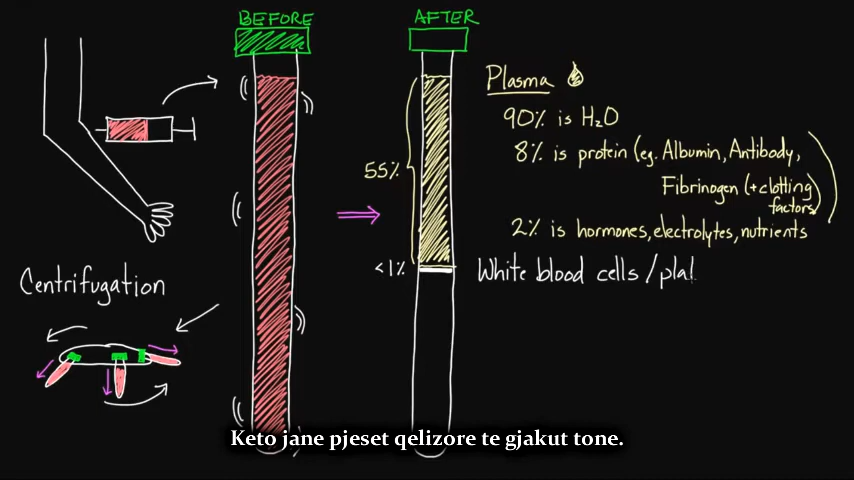 BEFORE
AFTER
Plasma
90% is H₂O
8% is protein (eg. Albumin, Antibody,
Fibrinogen (+clotting
factors)
2% is hormones, electrolytes, nutrients
55%
<1%
White blood cells / plal
Centrifugation
Keto jane pjeset qelizore te gjakut tone.